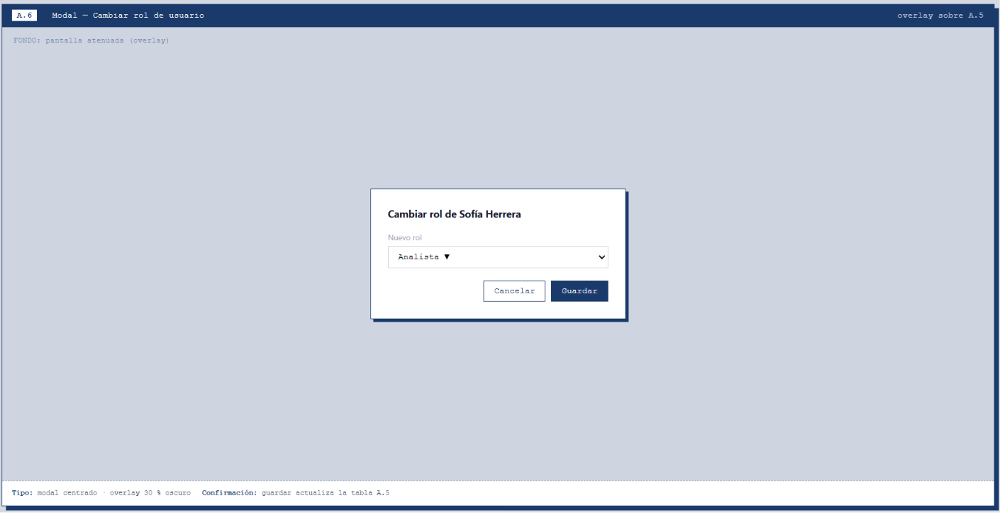 A.6 Modal — Cambiar rol de usuario overlay sobre A.5
FONDO: pantalla atenuada (overlay)
Cambiar rol de Sofía Herrera
Nuevo rol
Analista ▼
Cancelar Guardar
Tipo: modal centrado · overlay 30 % oscuro Confirmación: guardar actualiza la tabla A.5